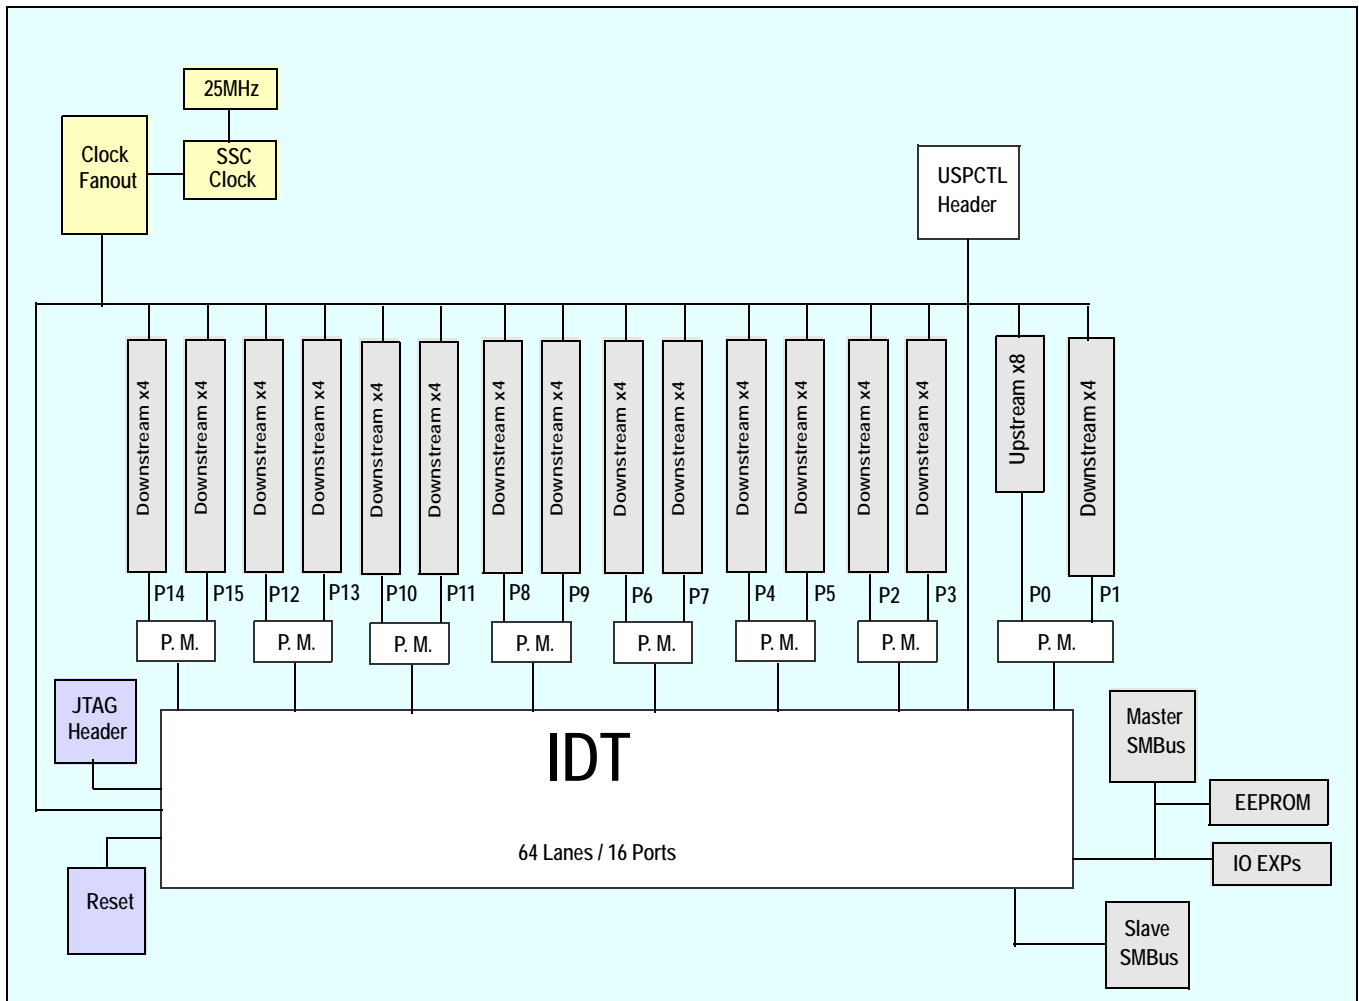 25MHz
Clock
Fanout
SSC
Clock
USPCTL
Header
Downstream x4
Downstream x4
Downstream x4
Downstream x4
Downstream x4
Downstream x4
Downstream x4
Downstream x4
Downstream x4
Downstream x4
Downstream x4
Downstream x4
Downstream x4
Downstream x4
Upstream x8
Downstream x4
P14 P15 P12 P13 P10 P11 P8 P9 P6 P7 P4 P5 P2 P3 P0 P1
P. M. P. M. P. M. P. M. P. M. P. M. P. M. P. M.
JTAG
Header
IDT
64 Lanes / 16 Ports
Reset
Master
SMBus
EEPROM
IO EXPs
Slave
SMBus